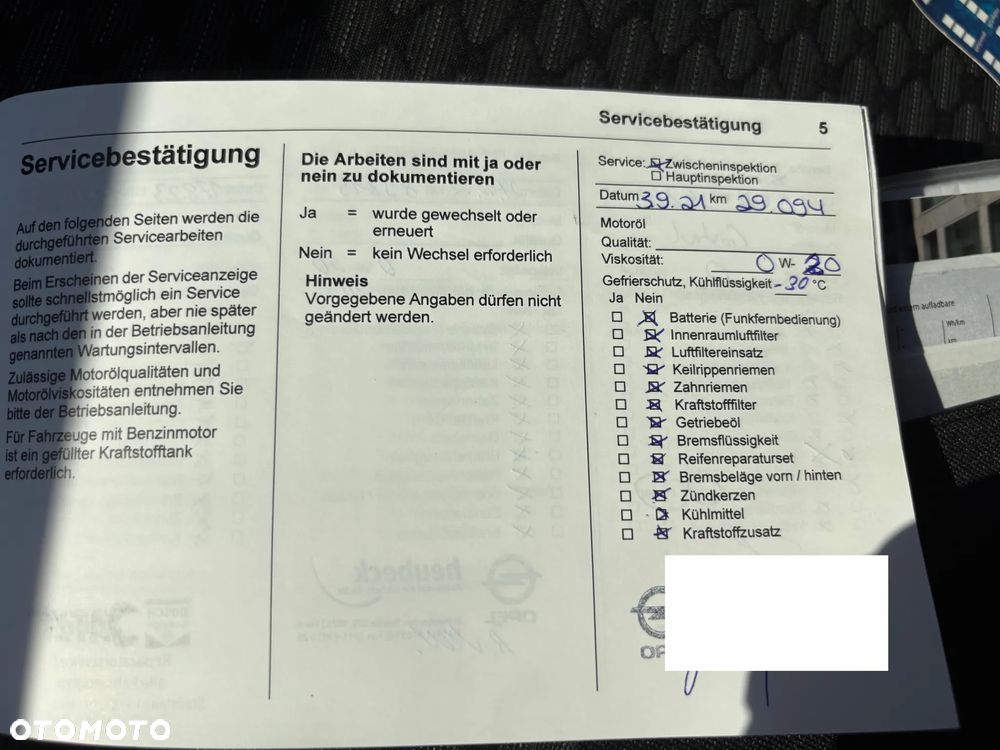 Servicebestätigung 5
Servicebestätigung
Auf den folgenden Seiten werden die
durchgeführten Servicearbeiten
dokumentiert.
Beim Erscheinen der Serviceanzeige
sollte schnellstmöglich ein Service
durchgeführt werden, aber nie später
als nach den in der Betriebsanleitung
genannten Wartungsintervallen.
Zulässige Motorölqualitäten und
Motorölviskositäten entnehmen Sie
bitte der Betriebsanleitung.
Für Fahrzeuge mit Benzinmotor
ist ein gefüllter Kraftstofftank
erforderlich.
Die Arbeiten sind mit ja oder
nein zu dokumentieren
Ja = wurde gewechselt oder
erneuert
Nein = kein Wechsel erforderlich
Hinweis
Vorgegebene Angaben dürfen nicht
geändert werden.
Service: Zwischeninspektion
Hauptinspektion
Datum 3.9.21 km 29.094
Motoröl
Qualität:
Viskosität: 0 W- 20
Gefrierschutz, Kühlflüssigkeit -30 °C
Ja Nein
Batterie (Funkfernbedienung)
Innenraumluftfilter
Luftfiltereinsatz
Keilrippenriemen
Zahnriemen
Kraftstofffilter
Getriebeöl
Bremsflüssigkeit
Reifenreparaturset
Bremsbeläge vorn / hinten
Zündkerzen
Kühlmittel
Kraftstoffzusatz
Wh/km
km
OTOMOTO